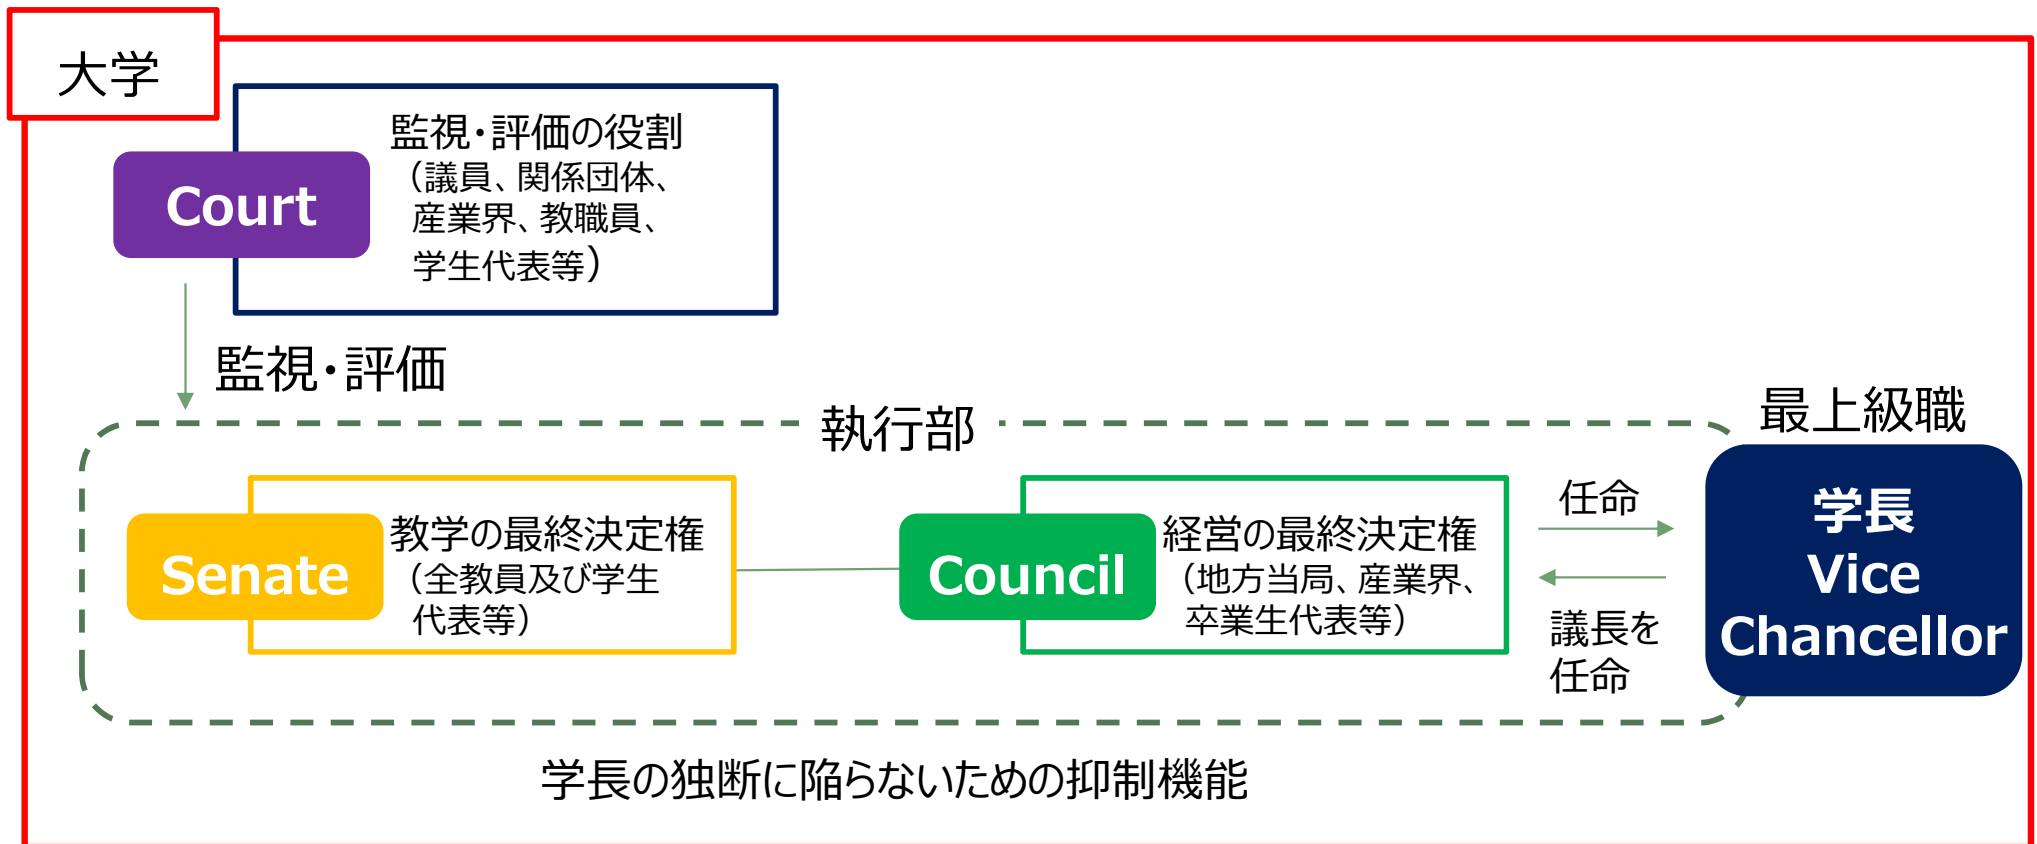 大学
Court
監視・評価の役割
（議員、関係団体、
産業界、教職員、
学生代表等）
監視・評価
執行部
最上級職
Senate
教学の最終決定権
（全教員及び学生
代表等）
Council
経営の最終決定権
（地方当局、産業界、
卒業生代表等）
任命
議長を
任命
学長
Vice
Chancellor
学長の独断に陥らないための抑制機能